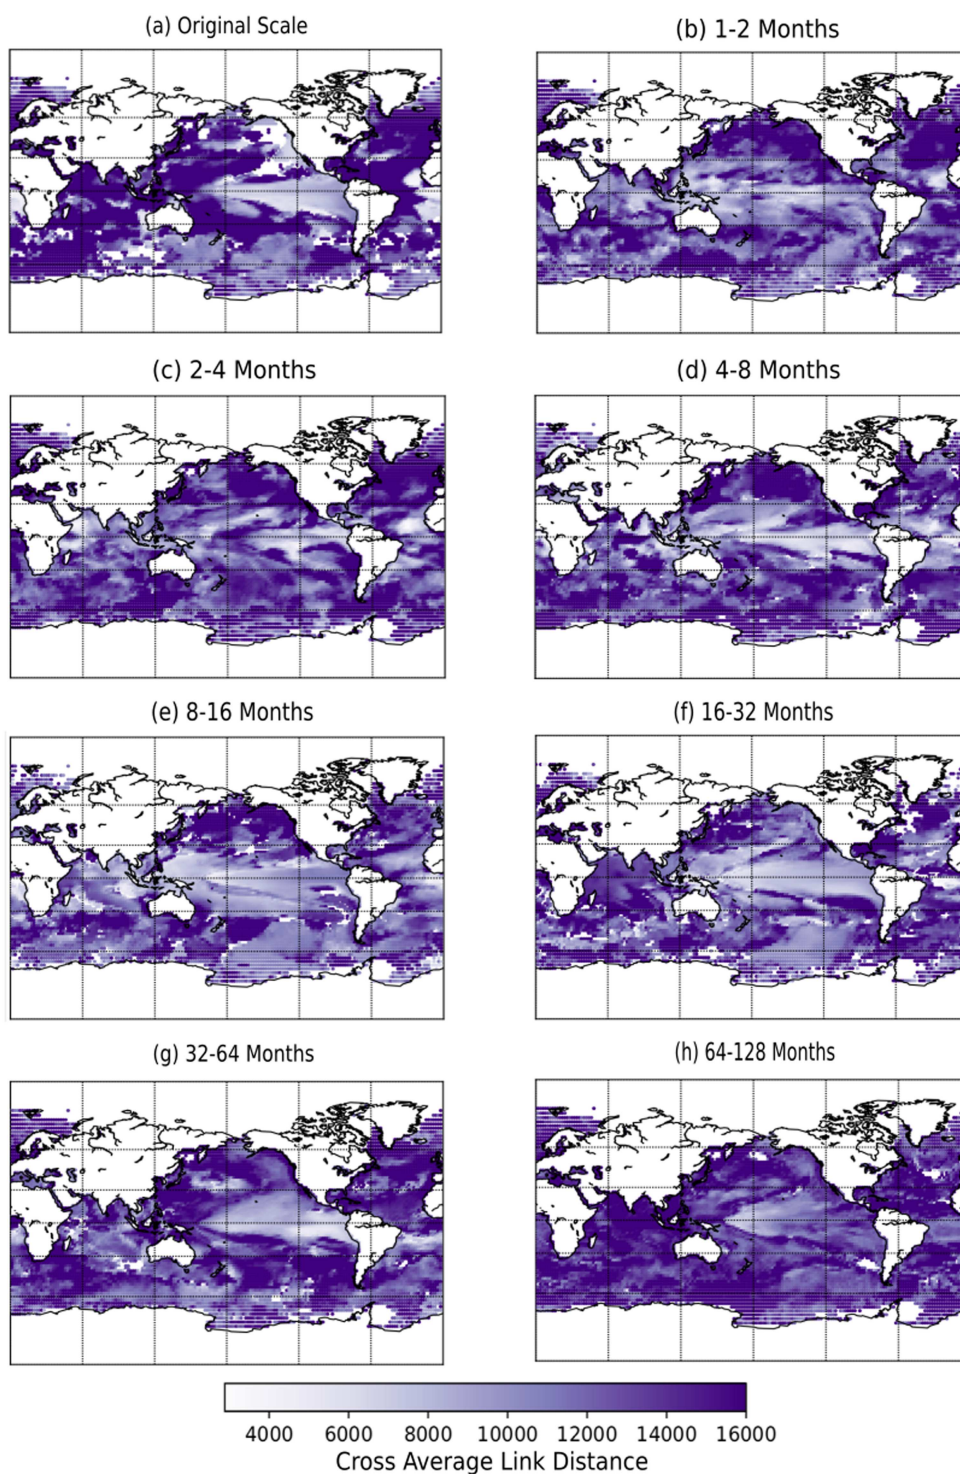 (a) Original Scale
(b) 1-2 Months
(c) 2-4 Months
(d) 4-8 Months
(e) 8-16 Months
(f) 16-32 Months
(g) 32-64 Months
(h) 64-128 Months
4000 6000 8000 10000 12000 14000 16000
Cross Average Link Distance